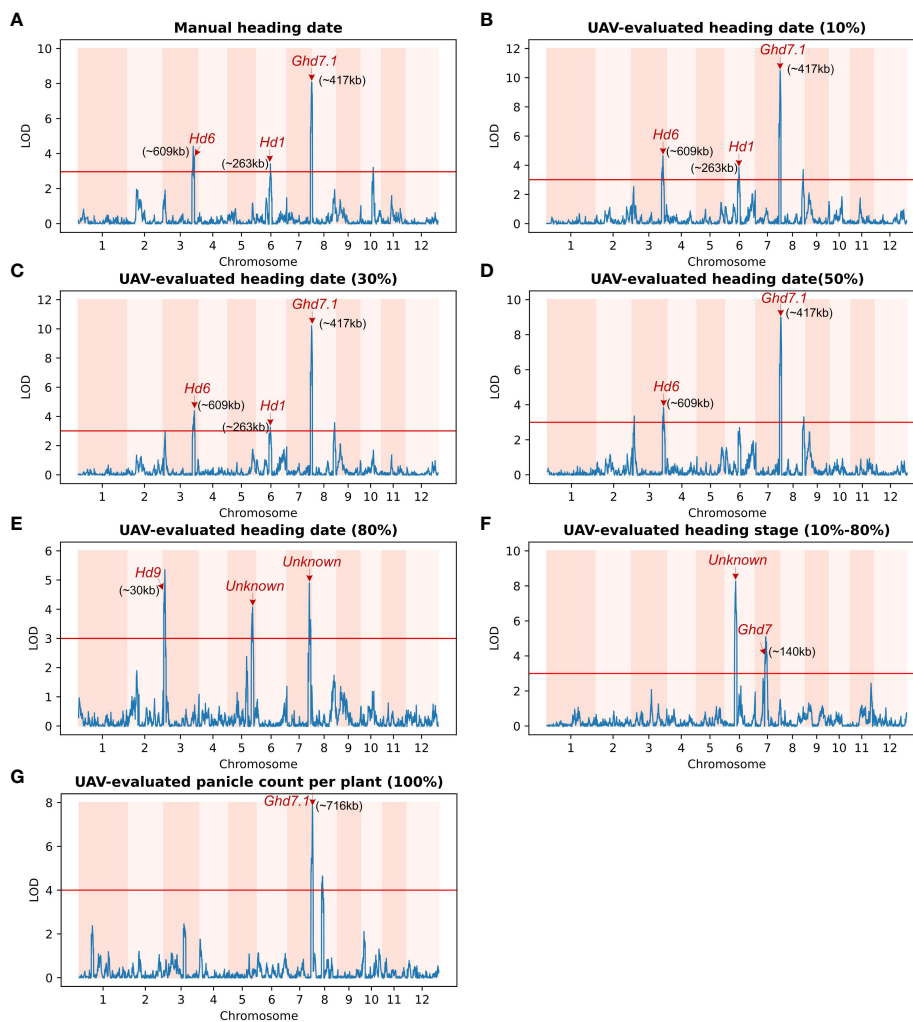 A
Manual heading date
10
8
6
4
2
0
LOD
Ghd7.1
(~417kb)
Hd6
(~609kb)
Hd1
(~263kb)
1 2 3 4 5 6 7 8 9 10 11 12
Chromosome
B
UAV-evaluated heading date (10%)
12
10
8
6
4
2
0
LOD
Ghd7.1
(~417kb)
Hd6
(~609kb)
Hd1
(~263kb)
1 2 3 4 5 6 7 8 9 10 11 12
Chromosome
C
UAV-evaluated heading date (30%)
12
10
8
6
4
2
0
LOD
Ghd7.1
(~417kb)
Hd6
(~609kb)
Hd1
(~263kb)
1 2 3 4 5 6 7 8 9 10 11 12
Chromosome
D
UAV-evaluated heading date(50%)
10
8
6
4
2
0
LOD
Ghd7.1
(~417kb)
Hd6
(~609kb)
1 2 3 4 5 6 7 8 9 10 11 12
Chromosome
E
UAV-evaluated heading date (80%)
6
5
4
3
2
1
0
LOD
Hd9
(~30kb)
Unknown
Unknown
1 2 3 4 5 6 7 8 9 10 11 12
Chromosome
F
UAV-evaluated heading stage (10%-80%)
10
8
6
4
2
0
LOD
Unknown
Ghd7
(~140kb)
1 2 3 4 5 6 7 8 9 10 11 12
Chromosome
G
UAV-evaluated panicle count per plant (100%)
8
6
4
2
0
LOD
Ghd7.1
(~716kb)
1 2 3 4 5 6 7 8 9 10 11 12
Chromosome